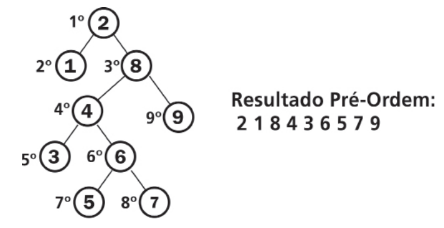 1º 2
2º 1 3º 8
4º 4 9º 9
Resultado Pré-Ordem:
2 1 8 4 3 6 5 7 9
5º 3 6º 6
7º 5 8º 7